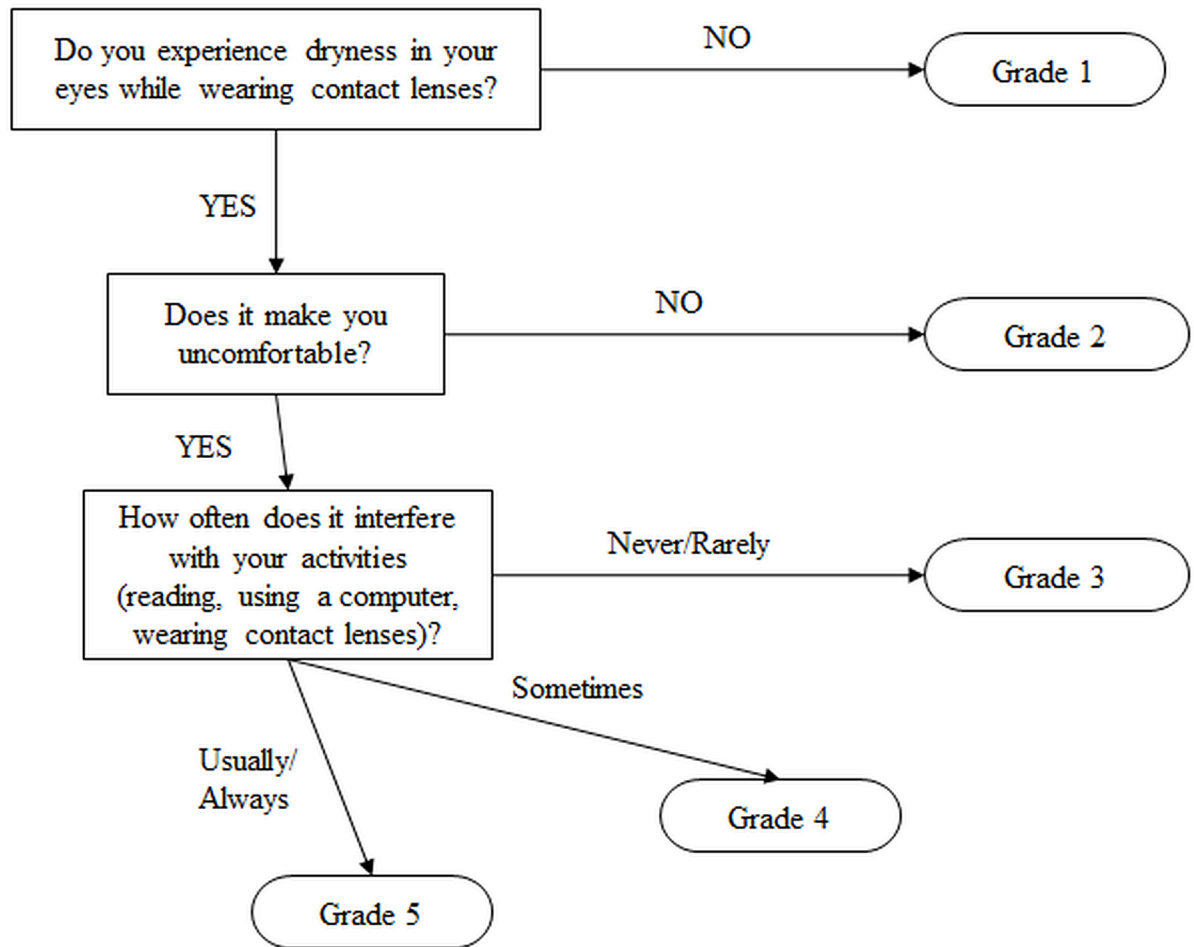 Do you experience dryness in your
eyes while wearing contact lenses?
NO
Grade 1
YES
Does it make you
uncomfortable?
NO
Grade 2
YES
How often does it interfere
with your activities
(reading, using a computer,
wearing contact lenses)?
Never/Rarely
Grade 3
Sometimes
Usually/
Always
Grade 4
Grade 5